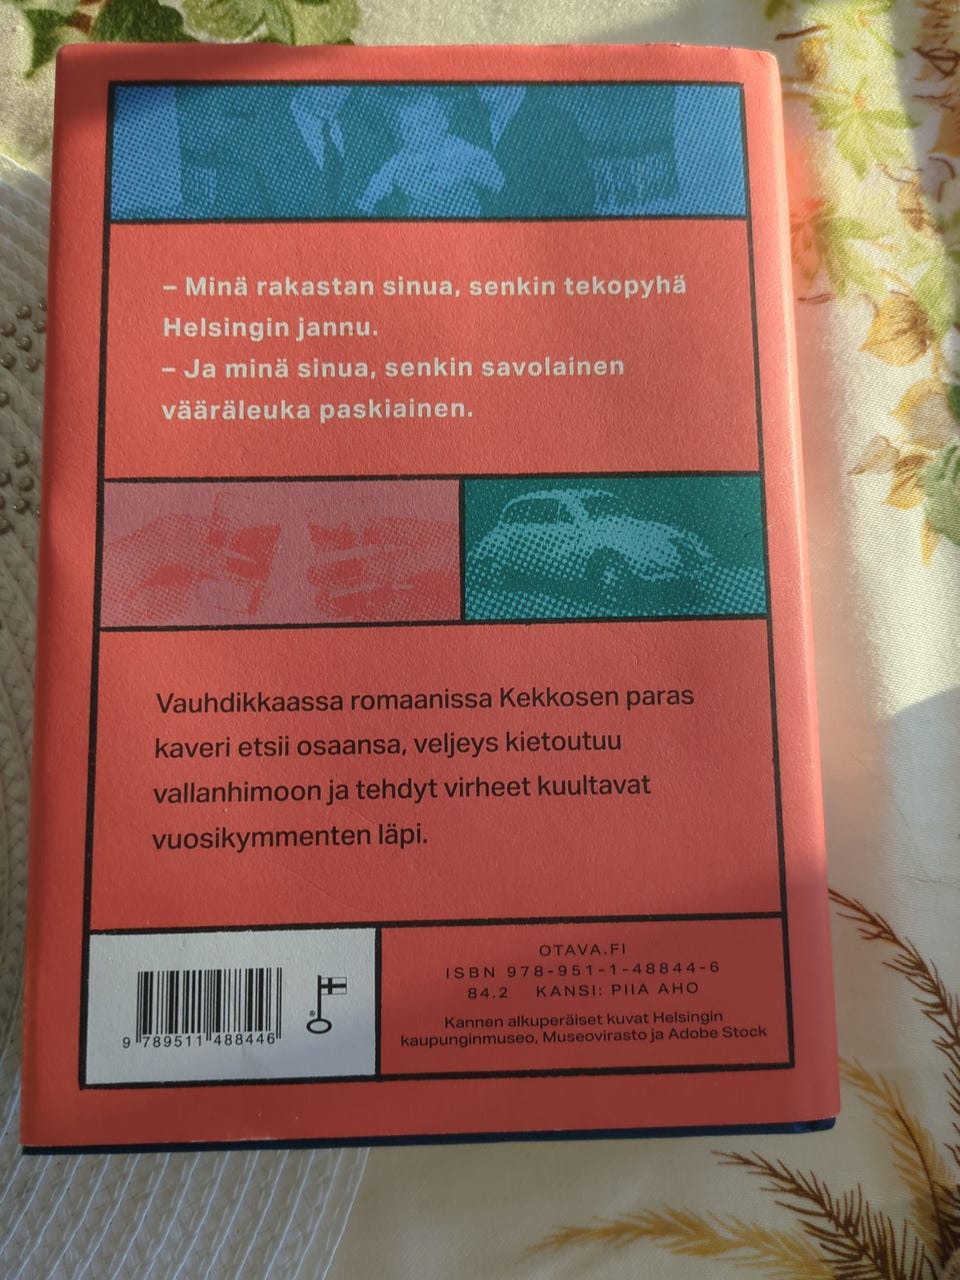 – Minä rakastan sinua, senkin tekopyhä
Helsingin jannu.
– Ja minä sinua, senkin savolainen
vääräleuka paskiainen.
Vauhdikkaassa romaanissa Kekkosen paras
kaveri etsii osaansa, veljeys kietoutuu
vallanhimoon ja tehdyt virheet kuultavat
vuosikymmenten läpi.
9 789511 488446
®
OTAVA.FI
ISBN 978-951-1-48844-6
84.2 KANSI: PIIA AHO
Kannen alkuperäiset kuvat Helsingin
kaupunginmuseo, Museovirasto ja Adobe Stock